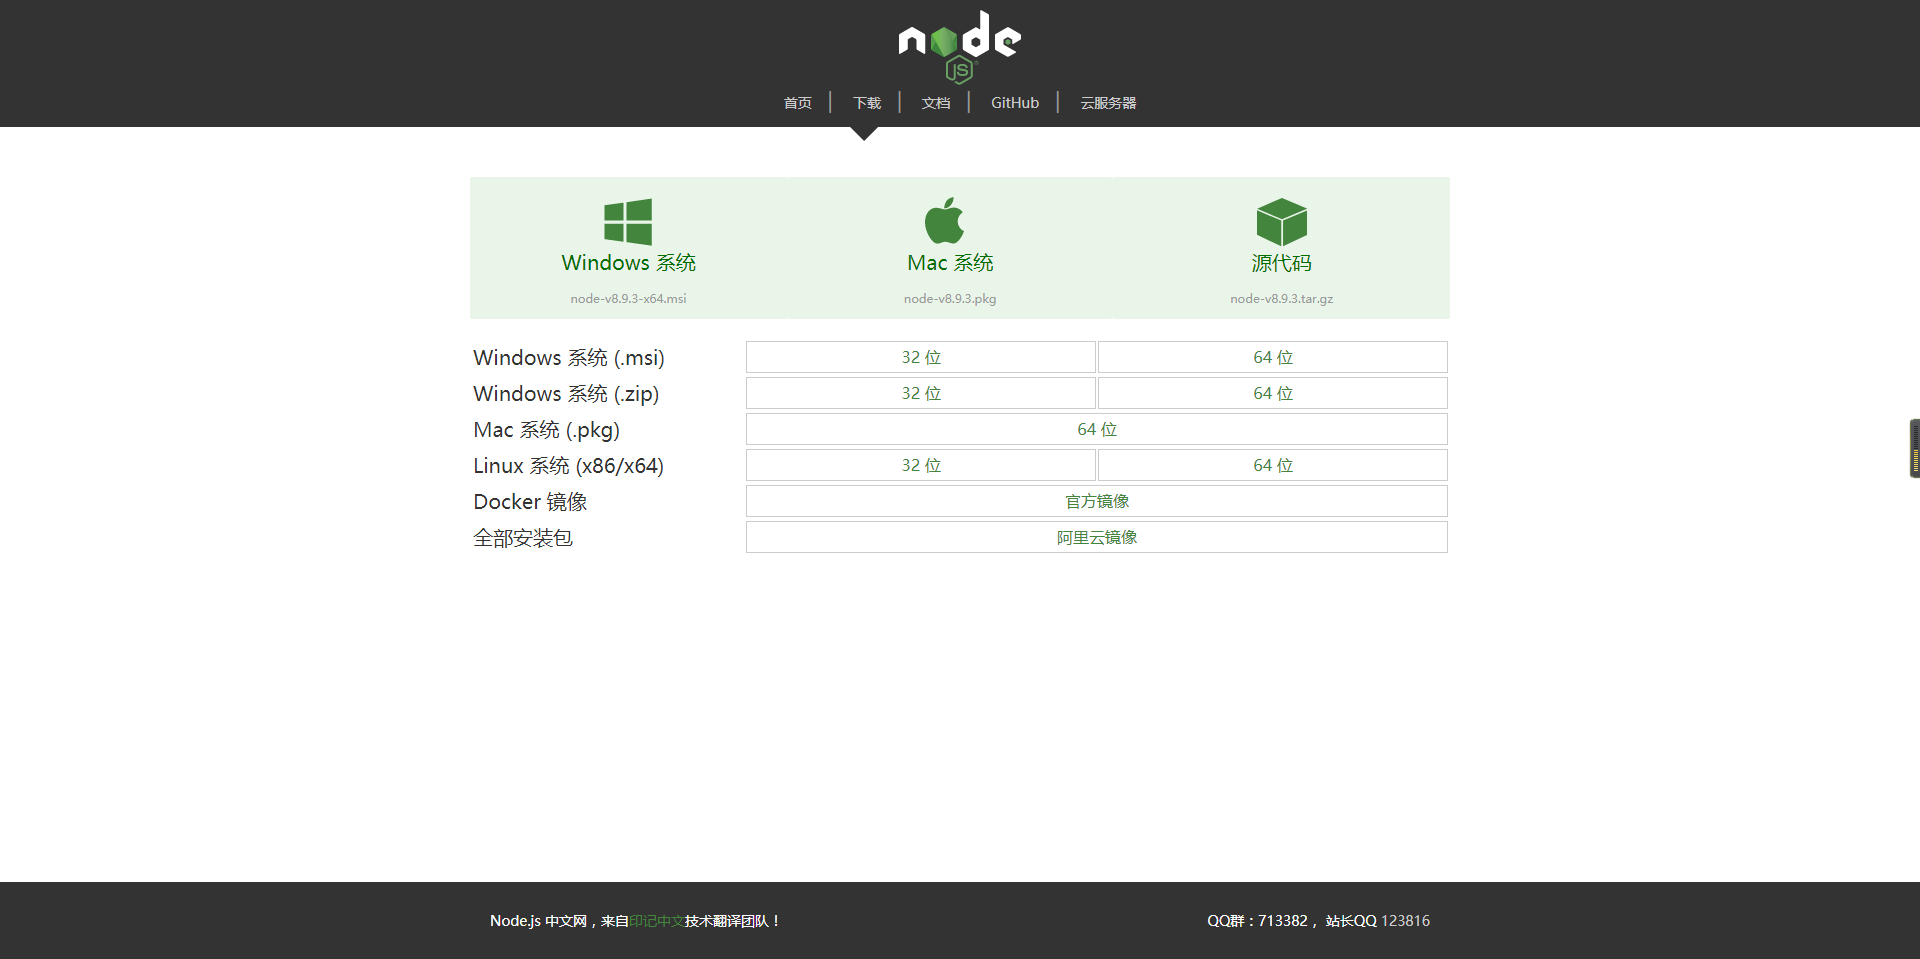 node
JS
首页 下载 文档 GitHub 云服务器
Windows 系统 Mac 系统 源代码
node-v8.9.3-x64.msi node-v8.9.3.pkg node-v8.9.3.tar.gz
Windows 系统 (.msi) 32 位 64 位
Windows 系统 (.zip) 32 位 64 位
Mac 系统 (.pkg) 64 位
Linux 系统 (x86/x64) 32 位 64 位
Docker 镜像 官方镜像
全部安装包 阿里云镜像
Node.js 中文网，来自印记中文技术翻译团队！ QQ群：713382， 站长QQ 123816